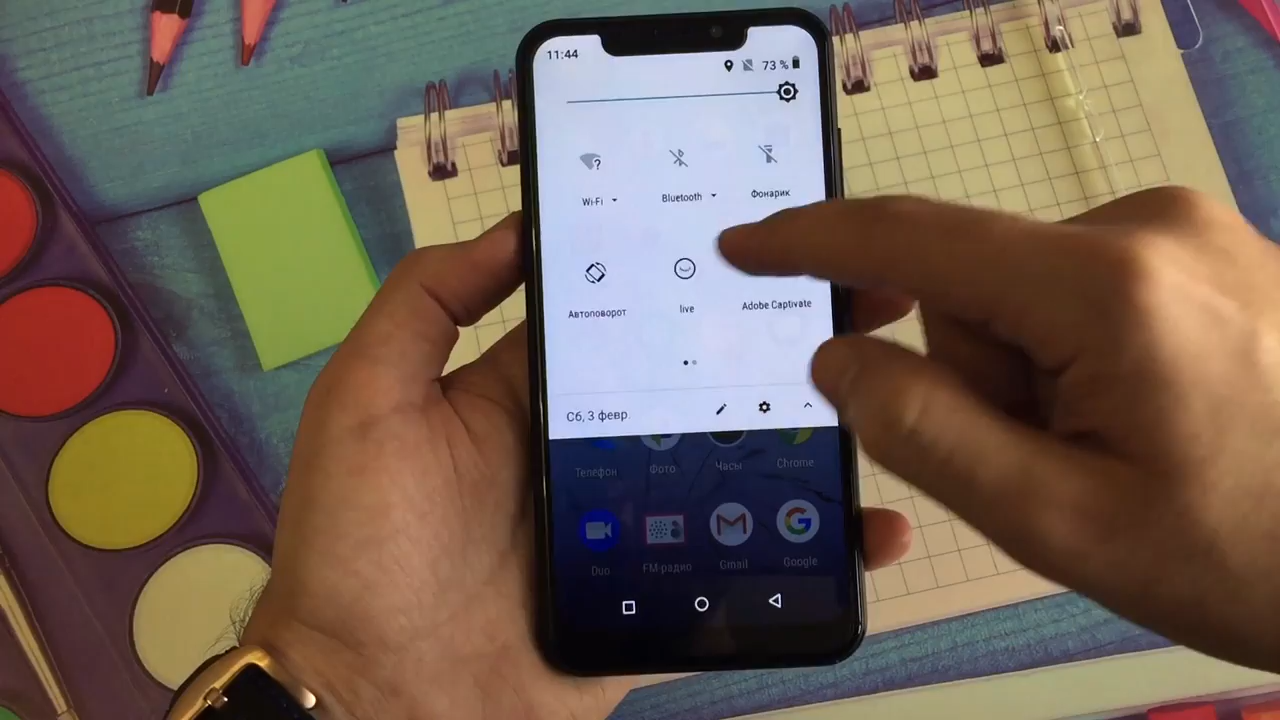 11:44
73 %
Wi-Fi
Bluetooth
Фонарик
Автоповорот
live
Adobe Captivate
Сб, 3 февр
Телефон
Фото
Часы
Chrome
Duo
FM-радио
Gmail
Google